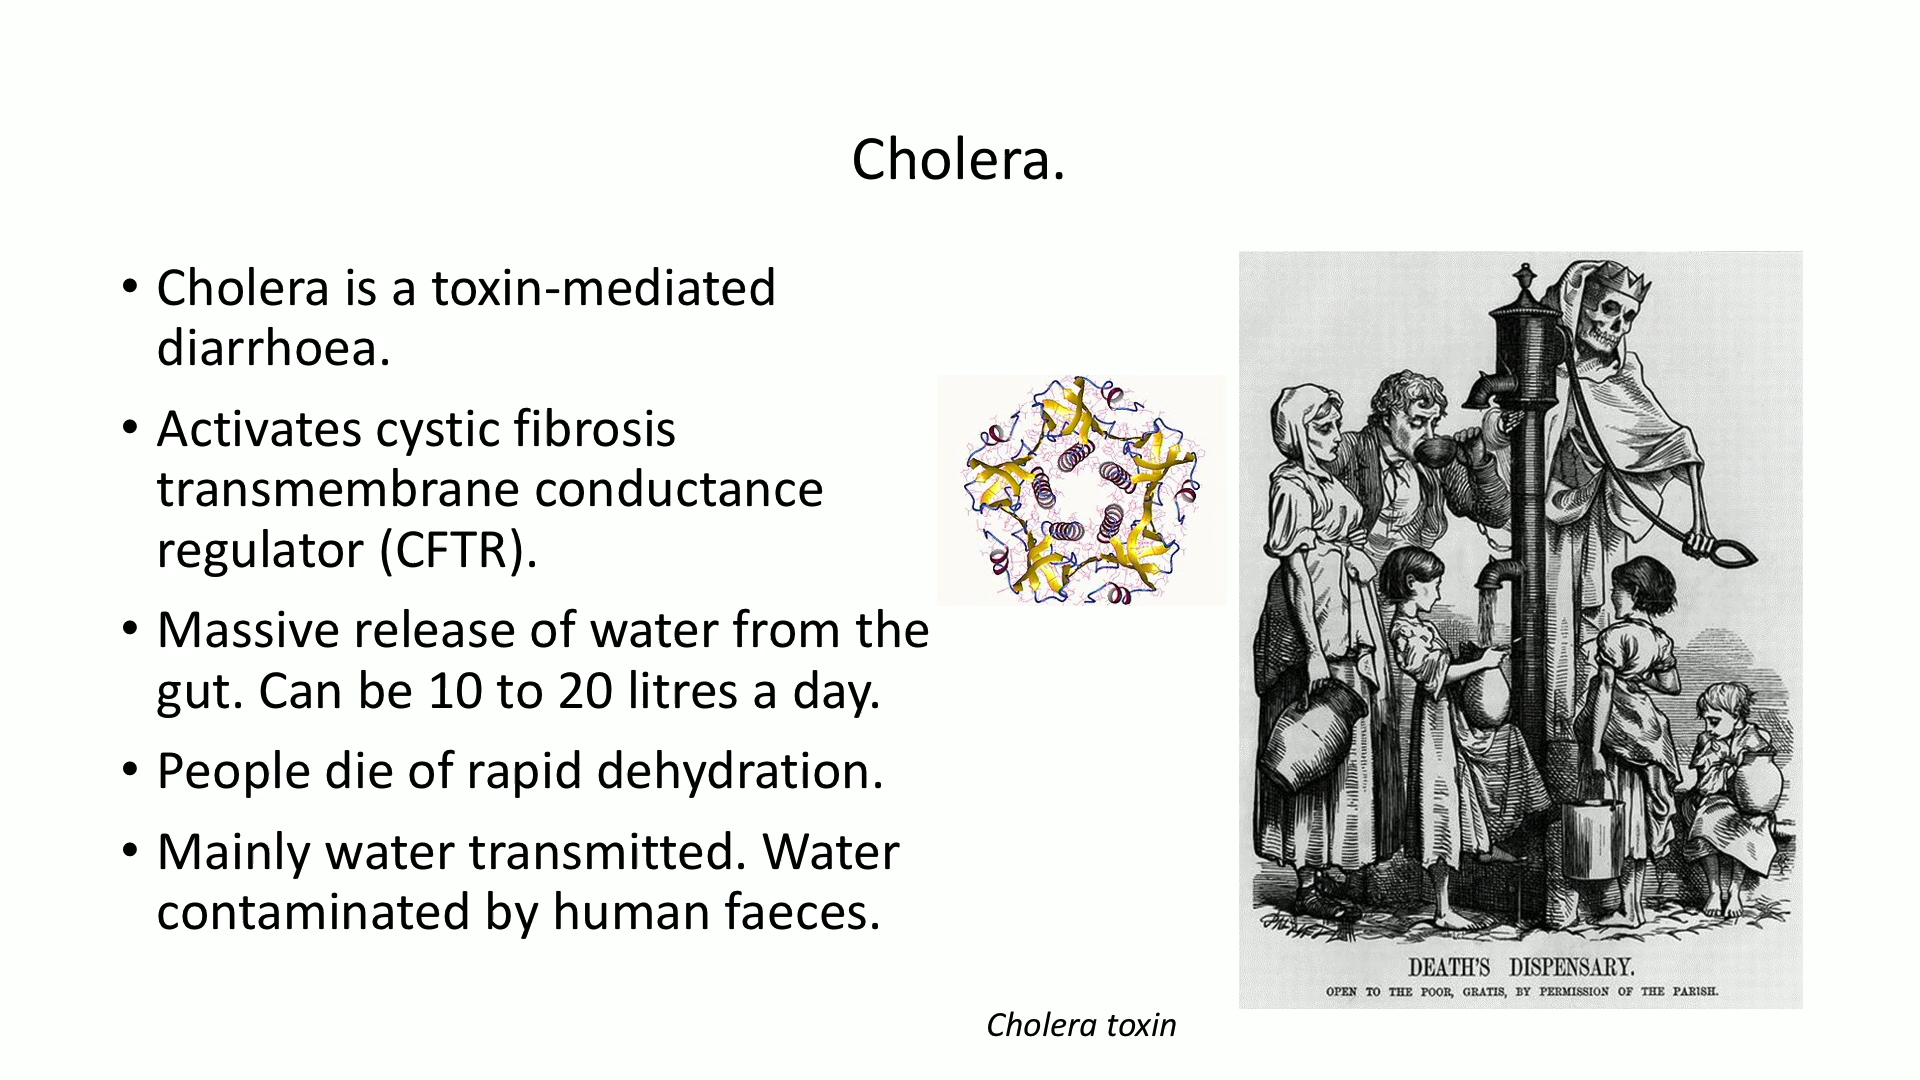 Cholera.
• Cholera is a toxin-mediated
diarrhoea.
• Activates cystic fibrosis
transmembrane conductance
regulator (CFTR).
• Massive release of water from the
gut. Can be 10 to 20 litres a day.
• People die of rapid dehydration.
• Mainly water transmitted. Water
contaminated by human faeces.
DEATH'S DISPENSARY.
OPEN TO THE POOR, GRATIS, BY PERMISSION OF THE PARISH.
Cholera toxin